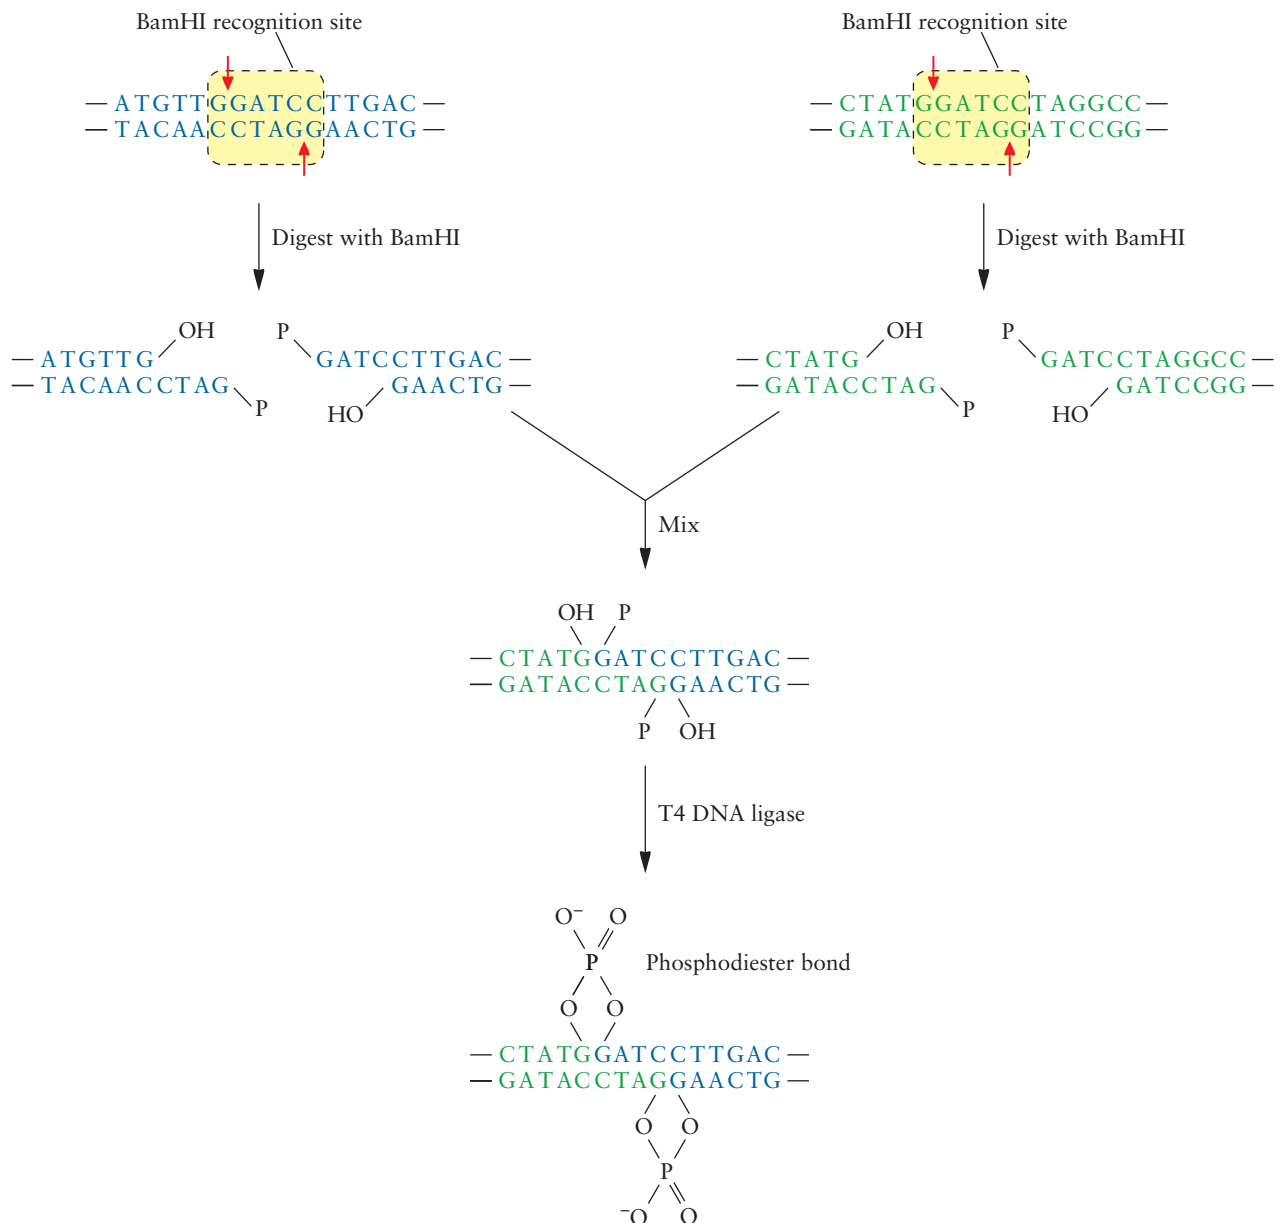 BamHI recognition site
BamHI recognition site
— ATGTTGGATCCTTGAC —
— TACAACCTAGGAACTG —
— CTATGGATCCTAGGCC —
— GATACCTAGGATCCGG —
Digest with BamHI
Digest with BamHI
OH
P
— ATGTTG
GATCCTTGAC —
— TACAACCTAG
GAACTG —
P
HO
OH
P
— CTATG
GATCCTAGGCC —
— GATACCTAG
GATCCGG —
P
HO
Mix
OH P
— CTATGGATCCTTGAC —
— GATACCTAGGAACTG —
P OH
T4 DNA ligase
O⁻ O
P
Phosphodiester bond
O O
— CTATGGATCCTTGAC —
— GATACCTAGGAACTG —
O O
P
⁻O O